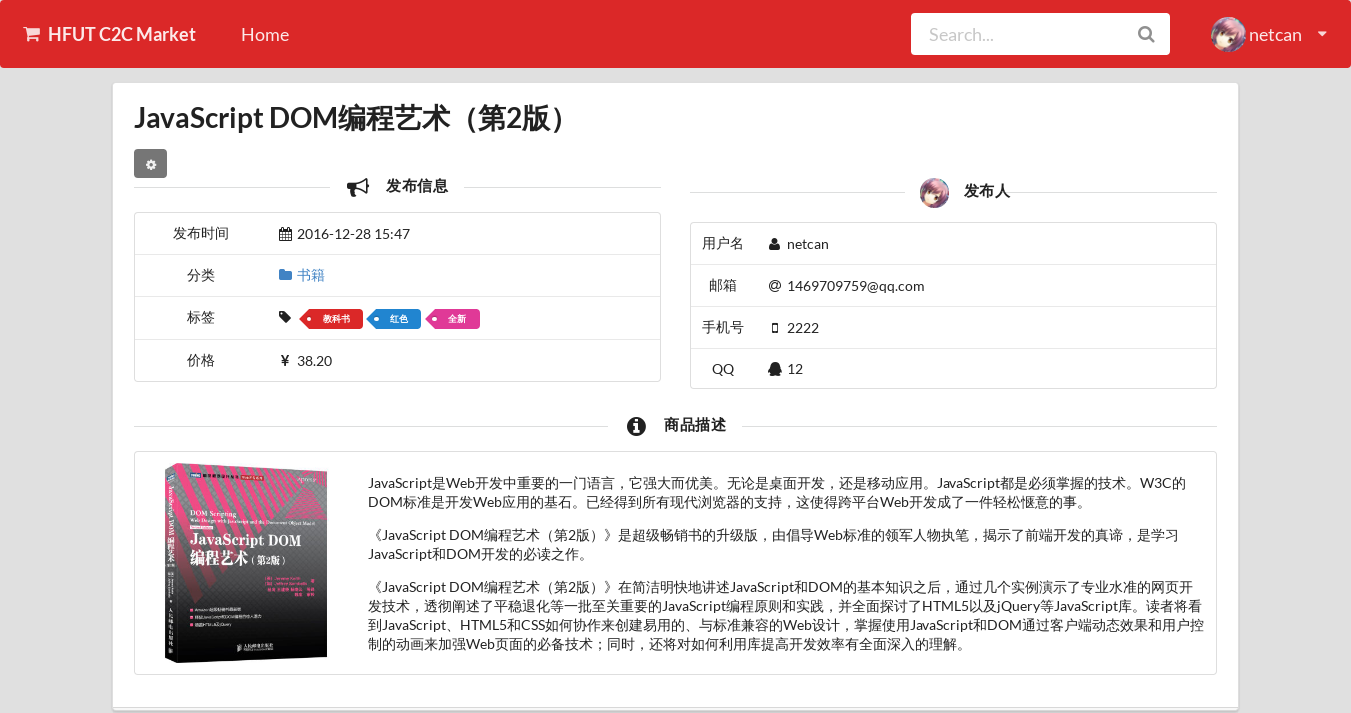 HFUT C2C Market
Home
Search...
netcan
JavaScript DOM编程艺术（第2版）
发布信息
发布时间
2016-12-28 15:47
分类
书籍
标签
教科书
红色
全新
价格
¥ 38.20
发布人
用户名
netcan
邮箱
@ 1469709759@qq.com
手机号
2222
QQ
12
商品描述
DOM Scripting
Web Design with JavaScript and the Document Object Model
JavaScript DOM
编程艺术（第2版）
JavaScript DOM 编程艺术
人民邮电出版社
JavaScript是Web开发中重要的一门语言，它强大而优美。无论是桌面开发，还是移动应用。JavaScript都是必须掌握的技术。W3C的
DOM标准是开发Web应用的基石。已经得到所有现代浏览器的支持，这使得跨平台Web开发成了一件轻松惬意的事。
《JavaScript DOM编程艺术（第2版）》是超级畅销书的升级版，由倡导Web标准的领军人物执笔，揭示了前端开发的真谛，是学习
JavaScript和DOM开发的必读之作。
《JavaScript DOM编程艺术（第2版）》在简洁明快地讲述JavaScript和DOM的基本知识之后，通过几个实例演示了专业水准的网页开
发技术，透彻阐述了平稳退化等一批至关重要的JavaScript编程原则和实践，并全面探讨了HTML5以及jQuery等JavaScript库。读者将看
到JavaScript、HTML5和CSS如何协作来创建易用的、与标准兼容的Web设计，掌握使用JavaScript和DOM通过客户端动态效果和用户控
制的动画来加强Web页面的必备技术；同时，还将对如何利用库提高开发效率有全面深入的理解。